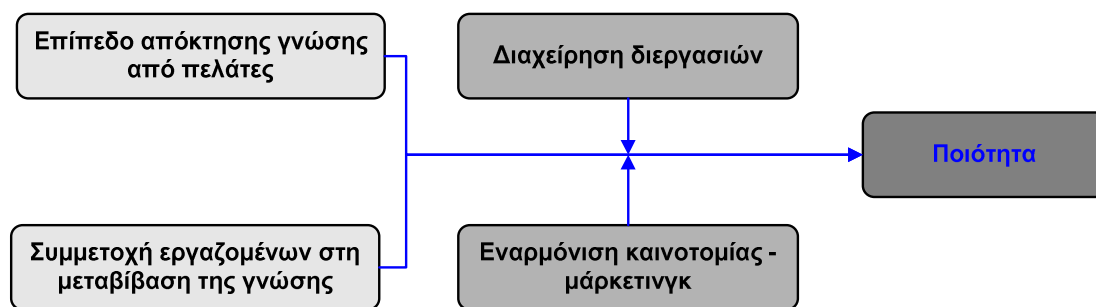 Επίπεδο απόκτησης γνώσης
από πελάτες
Διαχείρηση διεργασιών
Ποιότητα
Συμμετοχή εργαζομένων στη
μεταβίβαση της γνώσης
Εναρμόνιση καινοτομίας -
μάρκετινγκ